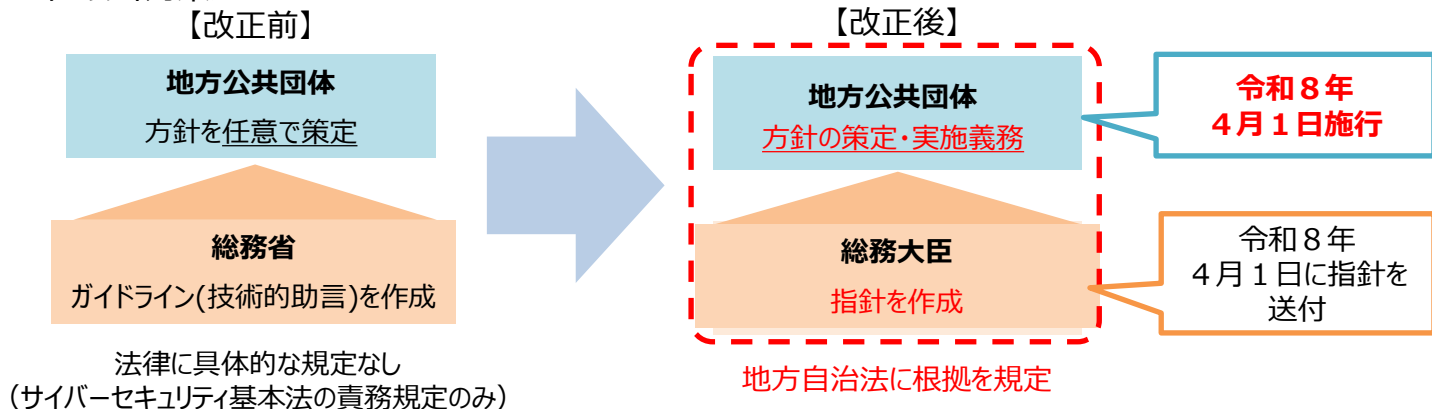 【改正前】
地方公共団体
方針を任意で策定
総務省
ガイドライン(技術的助言)を作成
法律に具体的な規定なし
（サイバーセキュリティ基本法の責務規定のみ）
【改正後】
地方公共団体
方針の策定・実施義務
総務大臣
指針を作成
地方自治法に根拠を規定
令和８年
４月１日施行
令和８年
４月１日に指針を
送付